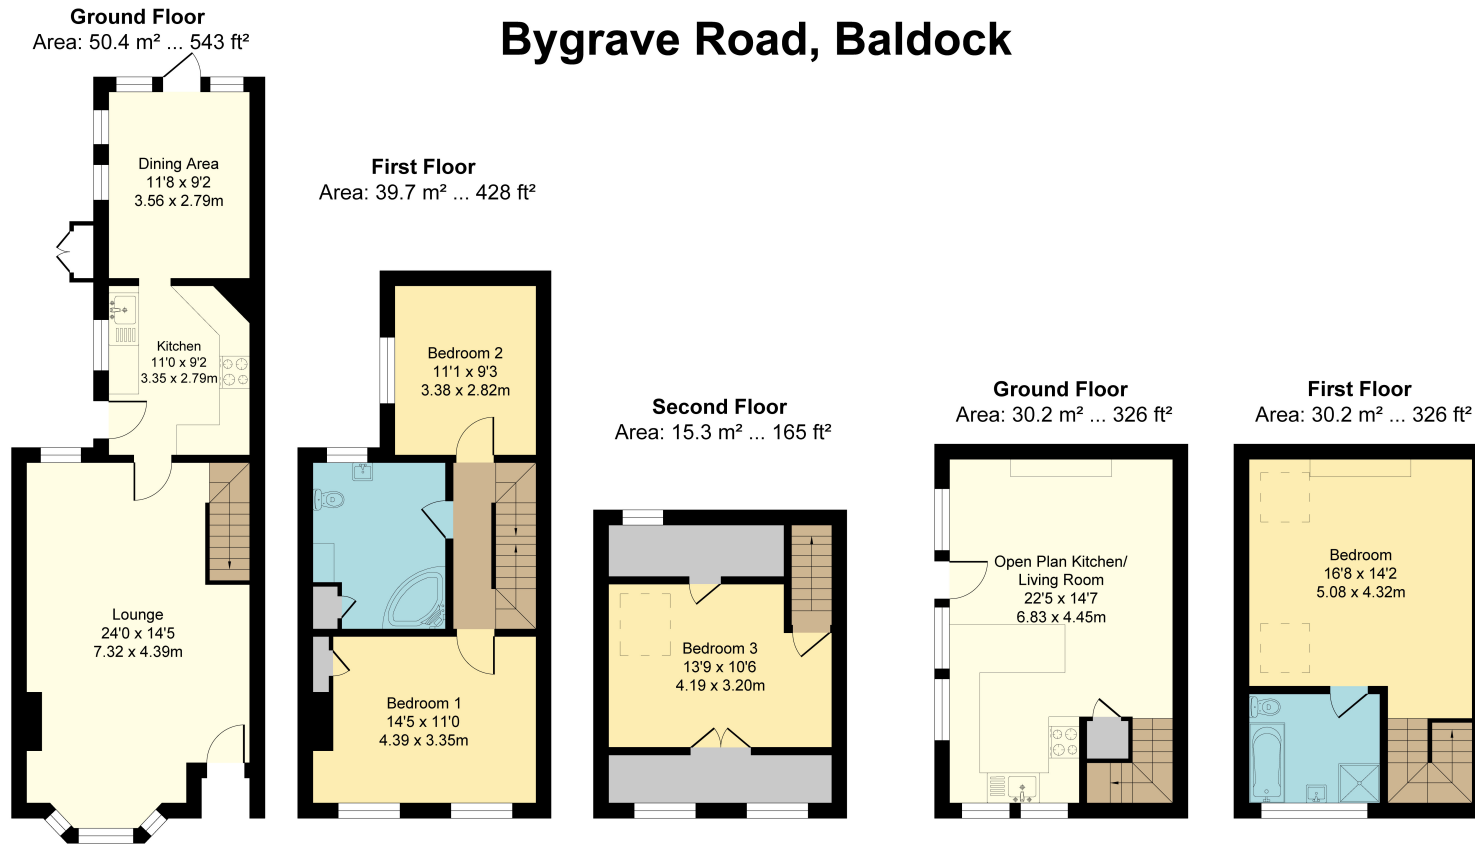 Bygrave Road, Baldock
Ground Floor
Area: 50.4 m² ... 543 ft²
Dining Area
11'8 x 9'2
3.56 x 2.79m
Kitchen
11'0 x 9'2
3.35 x 2.79m
Lounge
24'0 x 14'5
7.32 x 4.39m
First Floor
Area: 39.7 m² ... 428 ft²
Bedroom 2
11'1 x 9'3
3.38 x 2.82m
Bedroom 1
14'5 x 11'0
4.39 x 3.35m
Second Floor
Area: 15.3 m² ... 165 ft²
Bedroom 3
13'9 x 10'6
4.19 x 3.20m
Ground Floor
Area: 30.2 m² ... 326 ft²
Open Plan Kitchen/
Living Room
22'5 x 14'7
6.83 x 4.45m
First Floor
Area: 30.2 m² ... 326 ft²
Bedroom
16'8 x 14'2
5.08 x 4.32m